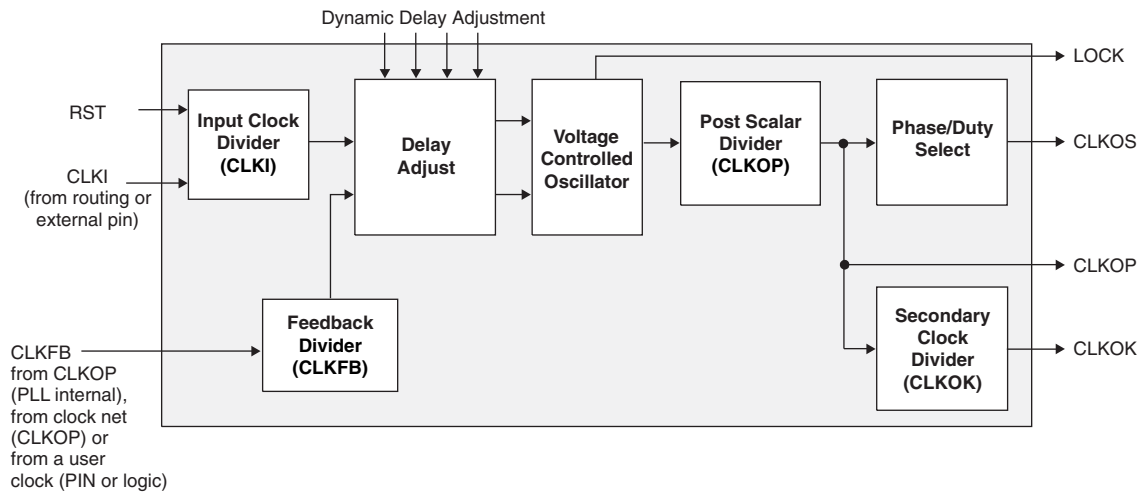 Dynamic Delay Adjustment
LOCK
RST
Input Clock
Divider
(CLKI)
Delay
Adjust
Voltage
Controlled
Oscillator
Post Scalar
Divider
(CLKOP)
Phase/Duty
Select
CLKOS
CLKI
(from routing or
external pin)
CLKOP
Feedback
Divider
(CLKFB)
Secondary
Clock
Divider
(CLKOK)
CLKOK
CLKFB
from CLKOP
(PLL internal),
from clock net
(CLKOP) or
from a user
clock (PIN or logic)